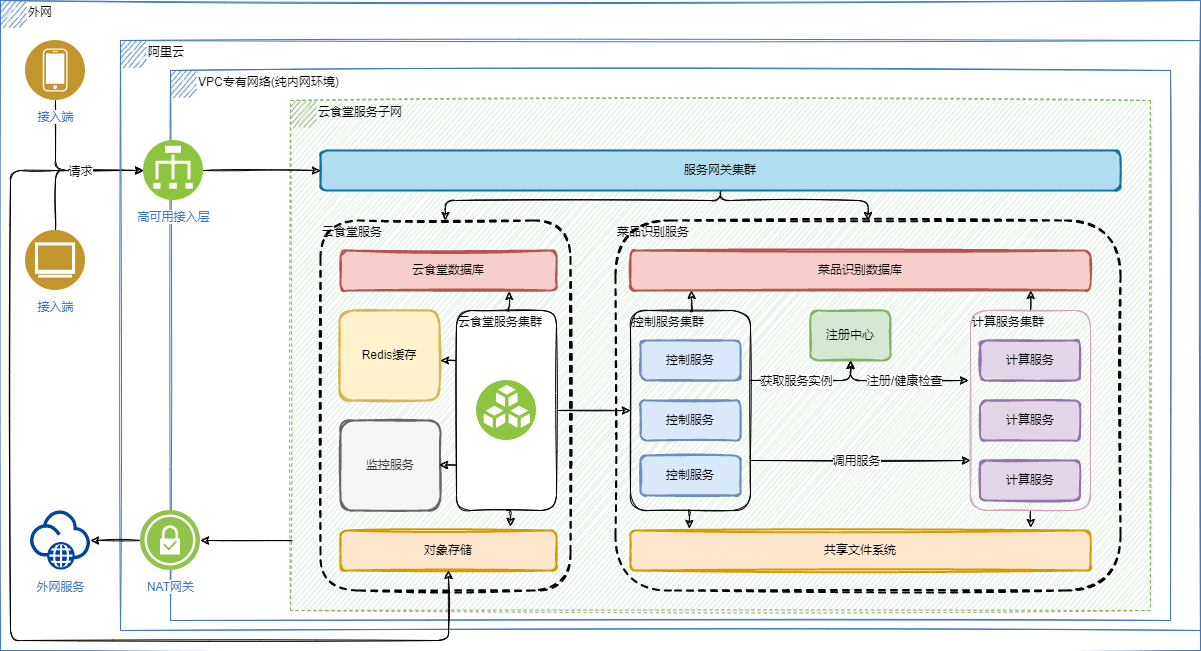 外网
阿里云
VPC专有网络(纯内网环境)
云食堂服务子网
接入端
请求
高可用接入层
接入端
服务网关集群
云食堂服务
云食堂数据库
云食堂服务集群
Redis缓存
监控服务
对象存储
菜品识别服务
菜品识别数据库
控制服务集群
控制服务
控制服务
控制服务
注册中心
获取服务实例
注册/健康检查
调用服务
计算服务集群
计算服务
计算服务
计算服务
共享文件系统
外网服务
NAT网关